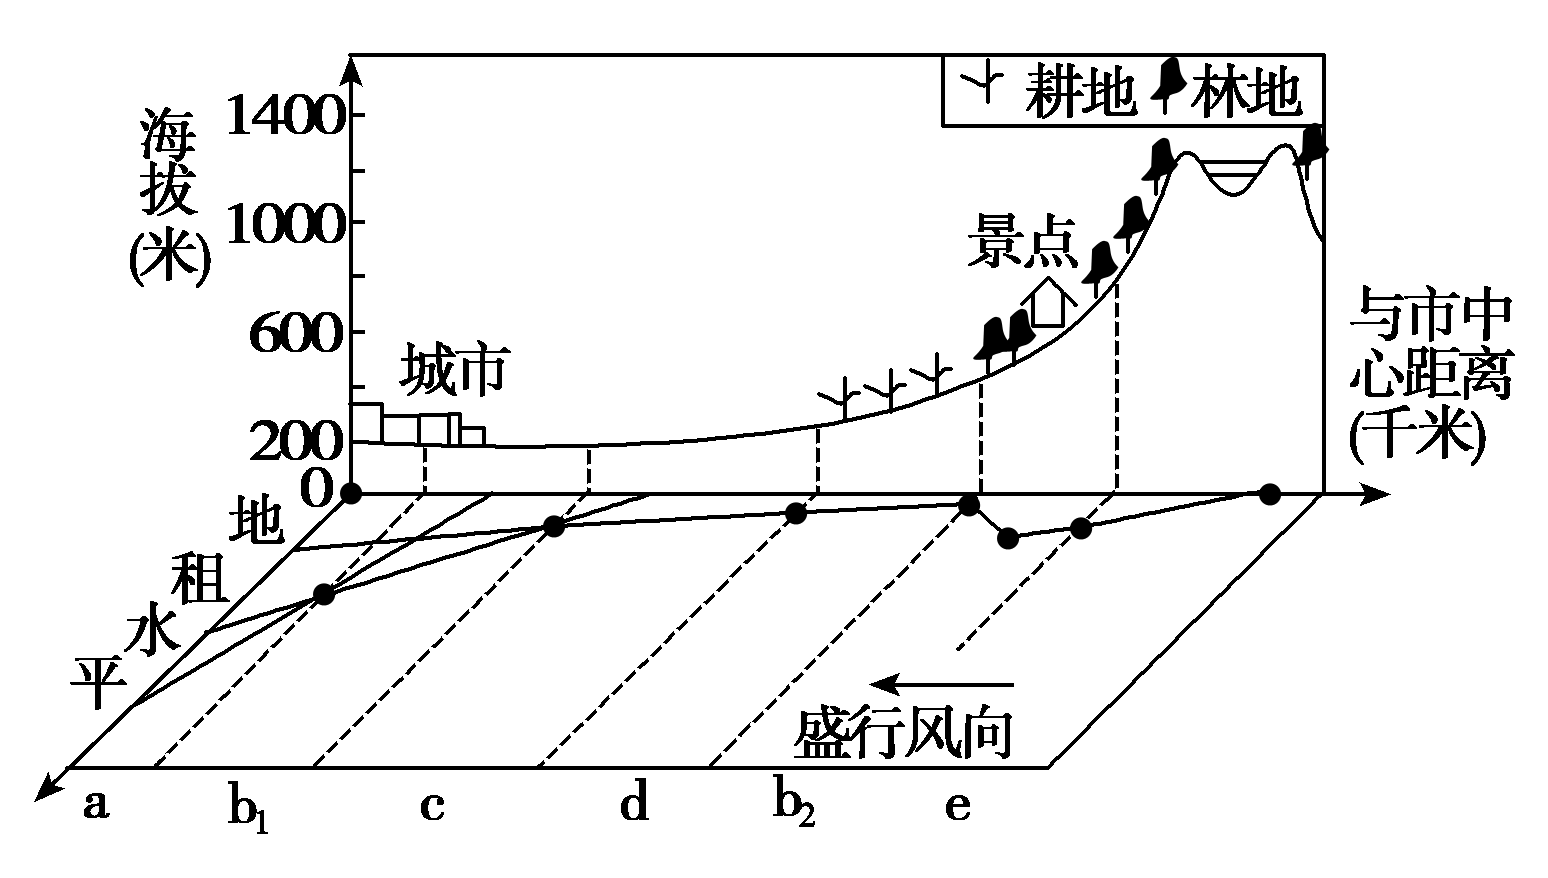 耕地 林地
海拔(米)
1400
1000
600
200
0
城市
景点
与市中
心距离
(千米)
地租水平
盛行风向
a b₁ c d b₂ e